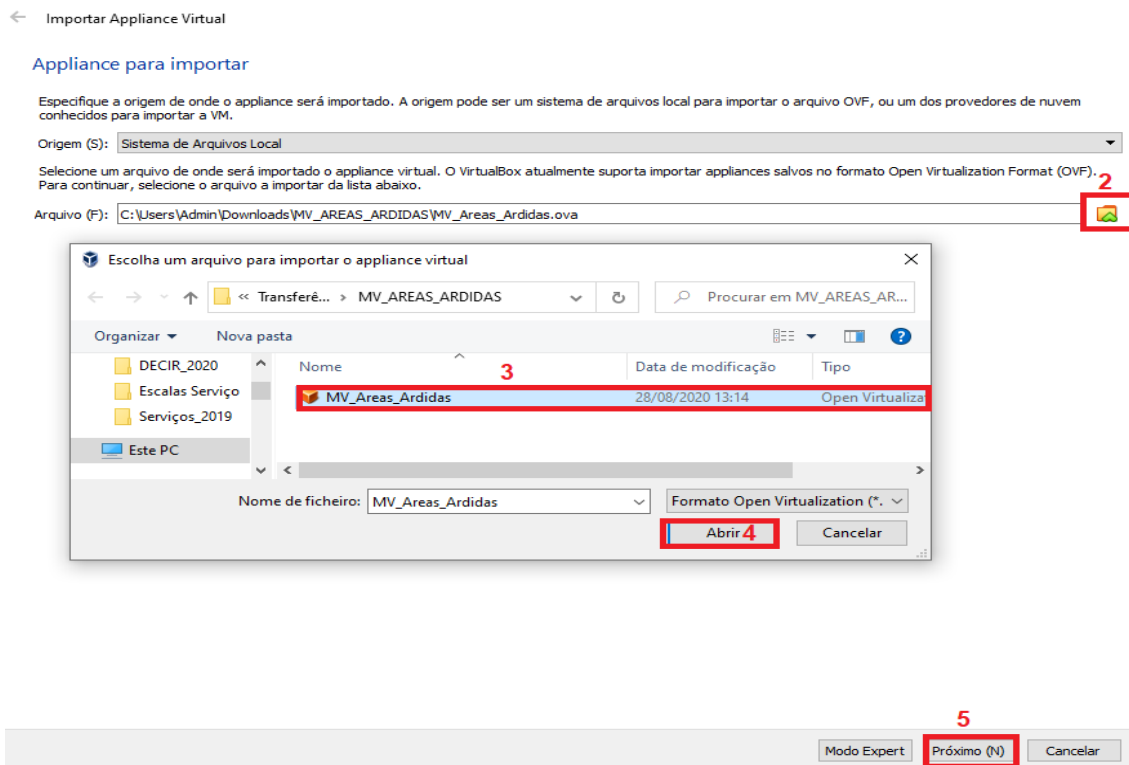 Importar Appliance Virtual
Appliance para importar
Especifique a origem de onde o appliance será importado. A origem pode ser um sistema de arquivos local para importar o arquivo OVF, ou um dos provedores de nuvem
conhecidos para importar a VM.
Origem (S): Sistema de Arquivos Local
Selecione um arquivo de onde será importado o appliance virtual. O VirtualBox atualmente suporta importar appliances salvos no formato Open Virtualization Format (OVF).
Para continuar, selecione o arquivo a importar da lista abaixo.
2
Arquivo (F): C:\Users\Admin\Downloads\MV_AREAS_ARDIDAS\MV_Areas_Ardidas.ova
Escolha um arquivo para importar o appliance virtual
« Transferê... > MV_AREAS_ARDIDAS Procurar em MV_AREAS_AR...
Organizar Nova pasta
DECIR_2020
Escalas Serviço
Serviços_2019
Este PC
Nome Data de modificação Tipo
3
MV_Areas_Ardidas 28/08/2020 13:14 Open Virtualiza
Nome de ficheiro: MV_Areas_Ardidas Formato Open Virtualization (*.
Abrir 4 Cancelar
5
Modo Expert Próximo (N) Cancelar